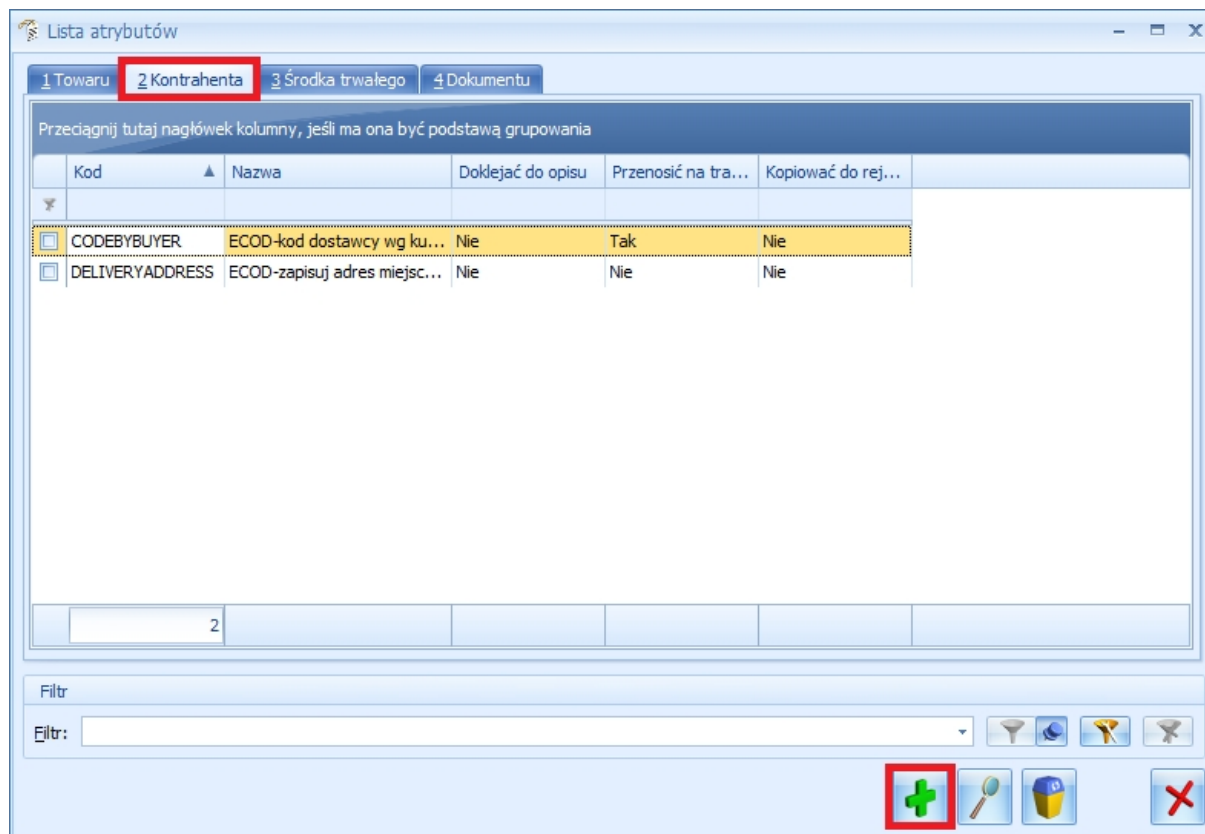 Lista atrybutów
1 Towaru 2 Kontrahenta 3 Środka trwałego 4 Dokumentu
Przeciągnij tutaj nagłówek kolumny, jeśli ma ona być podstawą grupowania
Kod Nazwa Doklejać do opisu Przenosić na tra... Kopiować do rej...
CODEBYBUYER ECOD-kod dostawcy wg ku... Nie Tak Nie
DELIVERYADDRESS ECOD-zapisuj adres miejsc... Nie Nie Nie
2
Filtr
Filtr: